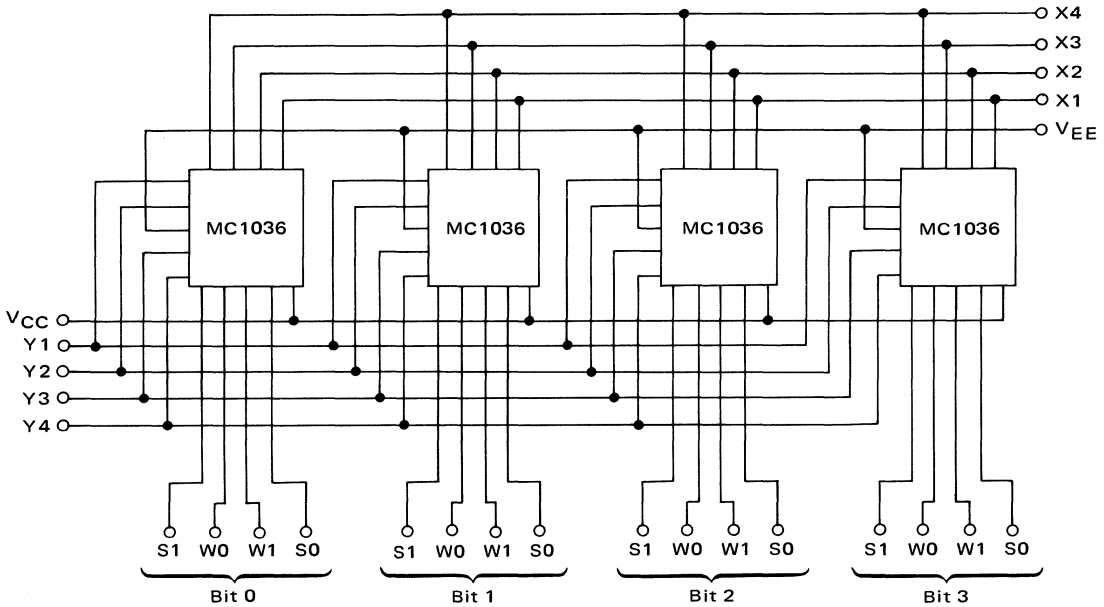 X4
X3
X2
X1
VEE
MC1036 MC1036 MC1036 MC1036
VCC
Y1
Y2
Y3
Y4
S1 W0 W1 S0 S1 W0 W1 S0 S1 W0 W1 S0 S1 W0 W1 S0
Bit 0 Bit 1 Bit 2 Bit 3